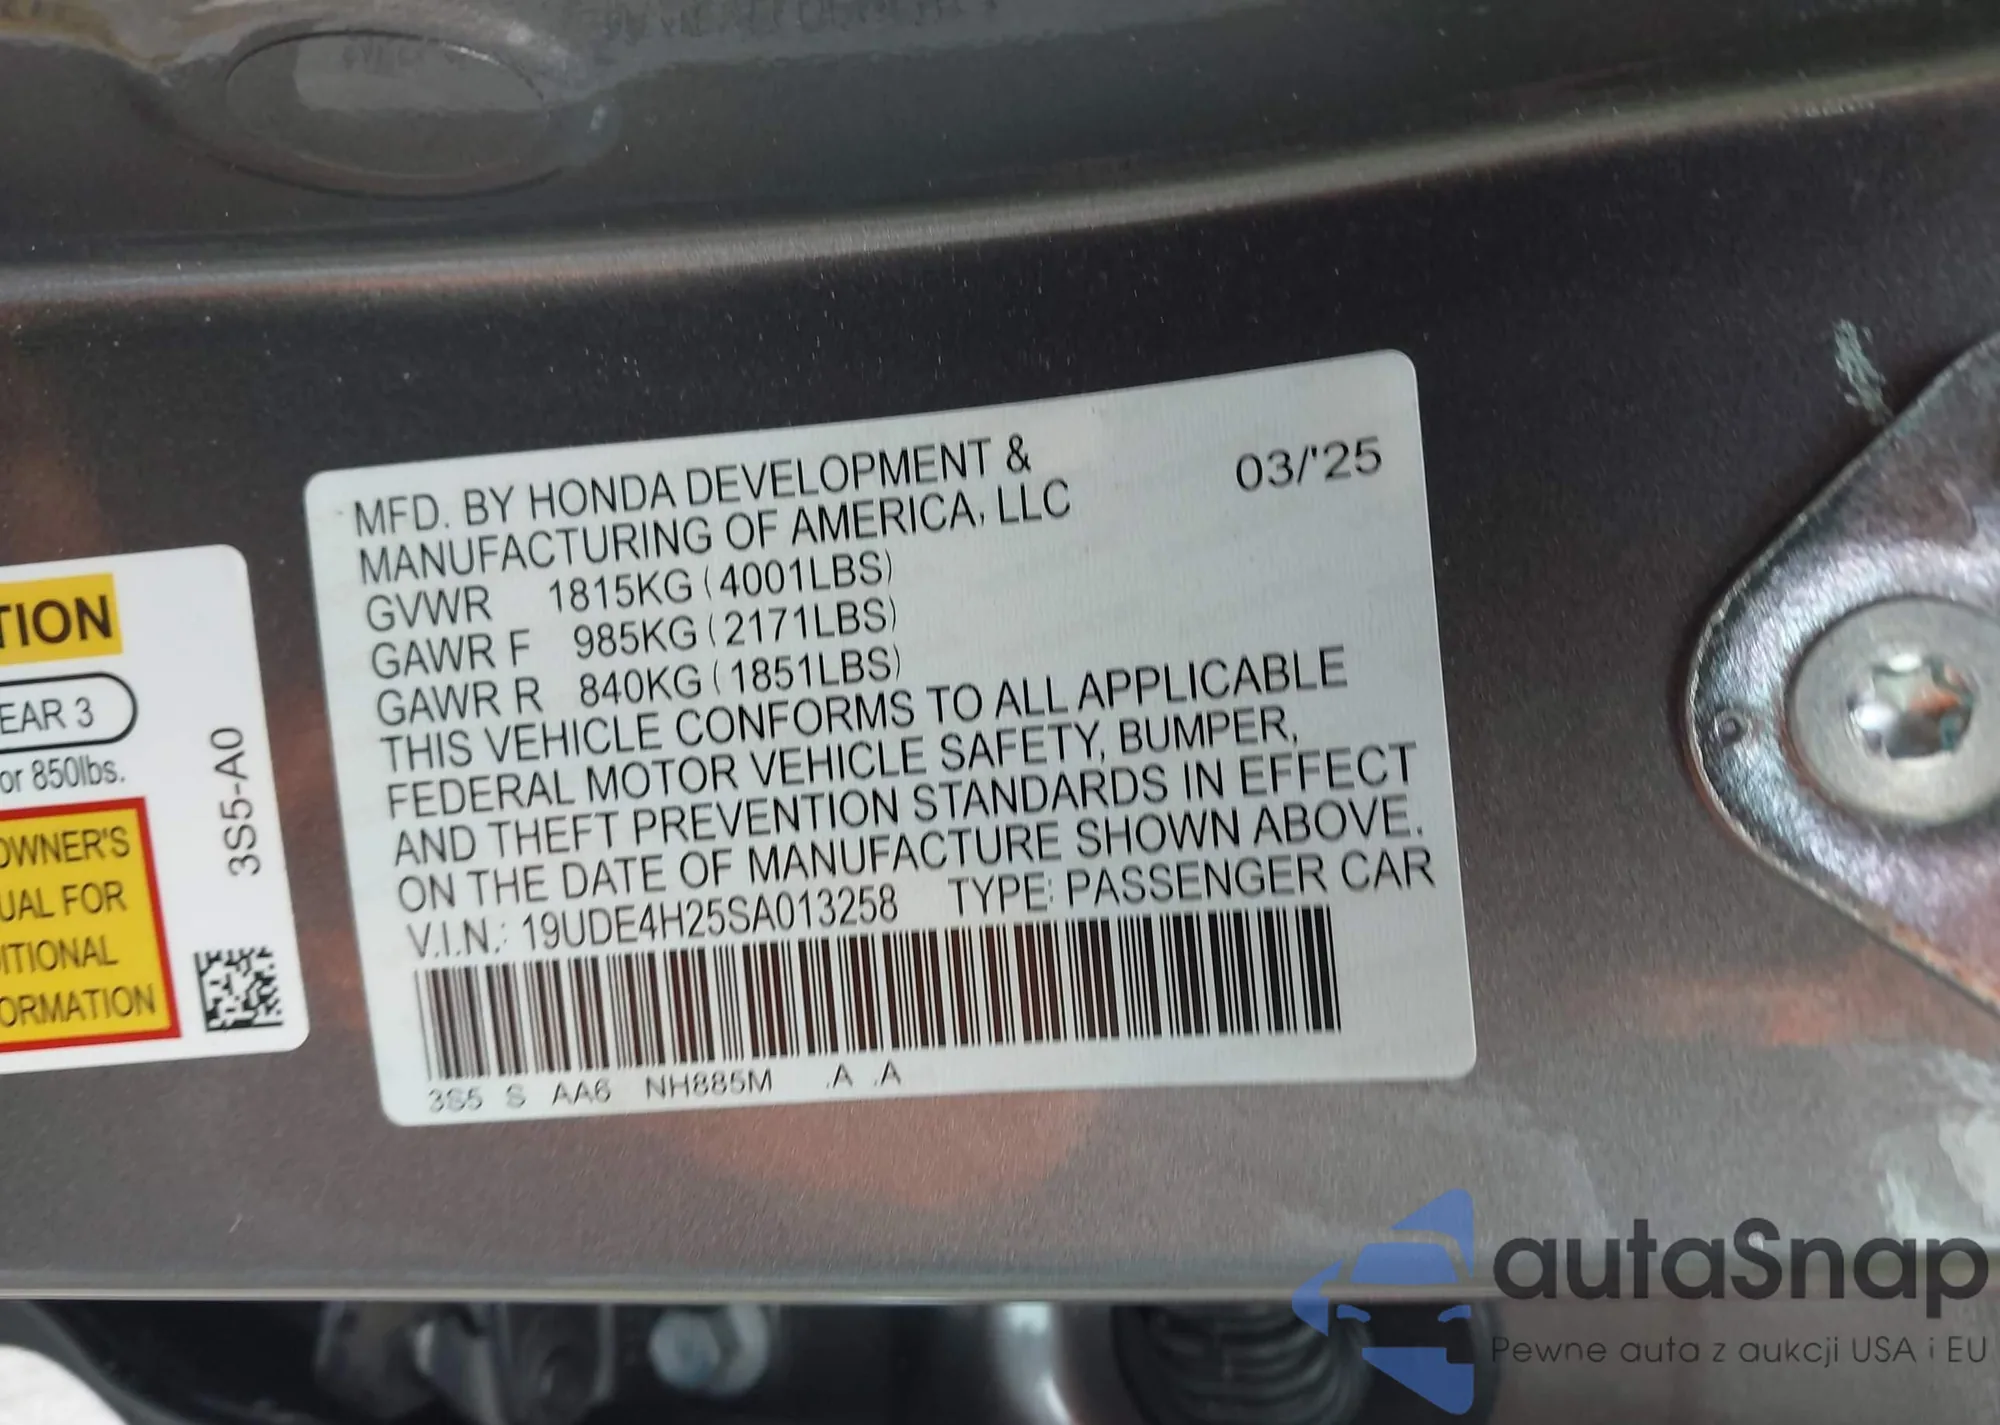 TION
EAR 3
or 850lbs.
OWNER'S
UAL FOR
ITIONAL
ORMATION
3S5-A0
MFD. BY HONDA DEVELOPMENT &
MANUFACTURING OF AMERICA, LLC
03/'25
GVWR 1815KG (4001LBS)
GAWR F 985KG (2171LBS)
GAWR R 840KG (1851LBS)
THIS VEHICLE CONFORMS TO ALL APPLICABLE
FEDERAL MOTOR VEHICLE SAFETY, BUMPER,
AND THEFT PREVENTION STANDARDS IN EFFECT
ON THE DATE OF MANUFACTURE SHOWN ABOVE.
V.I.N.: 19UDE4H25SA013258 TYPE: PASSENGER CAR
3S5 S AA6 NH885M .A .A
autaSnap
Pewne auta z aukcji USA i EU